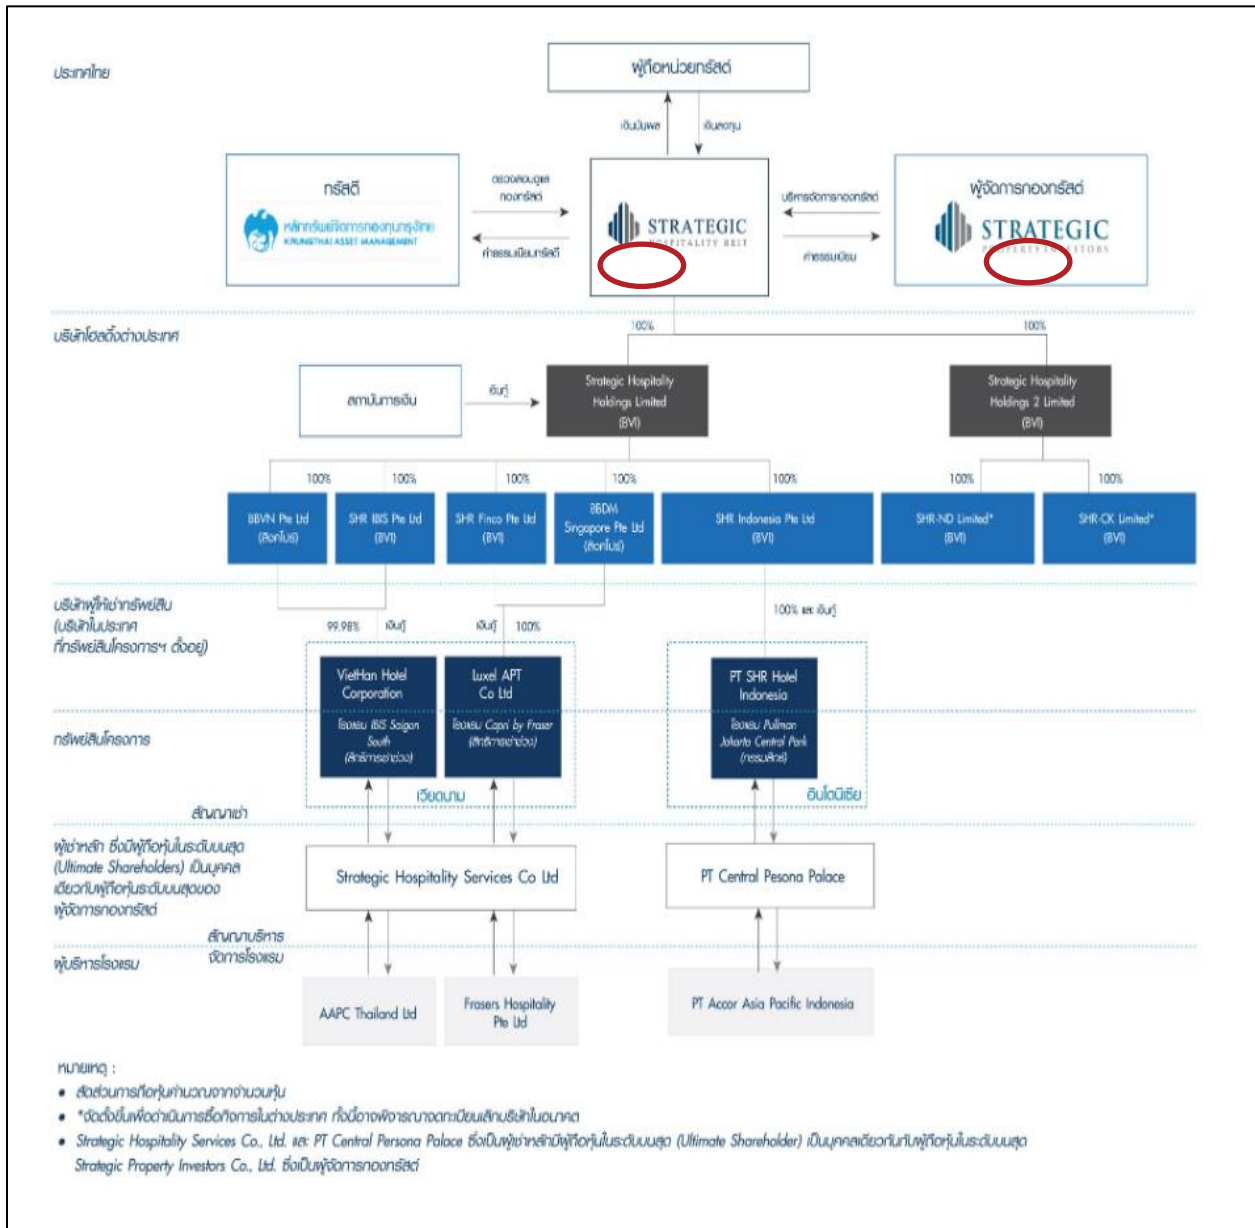 ประเทศไทย
ผู้ถือหน่วยทรัสต์
เงินปันผล
เงินลงทุน
ทรัสตี
หลักทรัพย์จัดการกองทุนกรุงไทย
KRUNGTHAI ASSET MANAGEMENT
ตรวจสอบดูแล
กองทรัสต์
ค่าธรรมเนียมทรัสตี
STRATEGIC
HOSPITALITY REIT
บริหารจัดการกองทรัสต์
ค่าธรรมเนียม
ผู้จัดการกองทรัสต์
STRATEGIC
PROPERTY INVESTORS
บริษัทโฮลดิ้งต่างประเทศ
100%
100%
สถาบันการเงิน
เงินกู้
Strategic Hospitality
Holdings Limited
(BVI)
Strategic Hospitality
Holdings 2 Limited
(BVI)
100%
100%
100%
100%
100%
100%
100%
BBVN Pte Ltd
(สิงคโปร์)
SHR IBIS Pte Ltd
(BVI)
SHR Finco Pte Ltd
(BVI)
BBDM
Singapore Pte Ltd
(สิงคโปร์)
SHR Indonesia Pte Ltd
(BVI)
SHR-ND Limited*
(BVI)
SHR-CK Limited*
(BVI)
บริษัทผู้ให้เช่าทรัพย์สิน
(บริษัทในประเทศ
ที่ทรัพย์สินโครงการฯ ตั้งอยู่)
99.98%
เงินกู้
เงินกู้
100%
100% และ เงินกู้
VietHan Hotel
Corporation
Luxel APT
Co Ltd
PT SHR Hotel
Indonesia
ทรัพย์สินโครงการ
โรงแรม IBIS Saigon
South
(สิทธิการเช่าช่วง)
โรงแรม Capri by Fraser
(สิทธิการเช่าช่วง)
โรงแรม Pullman
Jakarta Central Park
(กรรมสิทธิ์)
เวียดนาม
อินโดนีเซีย
สัญญาเช่า
ผู้เช่าหลัก ซึ่งมีผู้ถือหุ้นในระดับบนสุด
(Ultimate Shareholders) เป็นบุคคล
เดียวกับผู้ถือหุ้นระดับบนสุดของ
ผู้จัดการกองทรัสต์
Strategic Hospitality Services Co Ltd
PT Central Pesona Palace
สัญญาบริหาร
จัดการโรงแรม
ผู้บริหารโรงแรม
AAPC Thailand Ltd
Frasers Hospitality
Pte Ltd
PT Accor Asia Pacific Indonesia
หมายเหตุ :
• สัดส่วนการถือหุ้นคำนวณจากจำนวนหุ้น
• *จัดตั้งขึ้นเพื่อดำเนินการซื้อกิจการในต่างประเทศ ทั้งนี้อาจพิจารณาจดทะเบียนเลิกบริษัทในอนาคต
• Strategic Hospitality Services Co., Ltd. และ PT Central Persona Palace ซึ่งเป็นผู้เช่าหลักมีผู้ถือหุ้นในระดับบนสุด (Ultimate Shareholder) เป็นบุคคลเดียวกันกับผู้ถือหุ้นในระดับบนสุด
Strategic Property Investors Co., Ltd. ซึ่งเป็นผู้จัดการกองทรัสต์